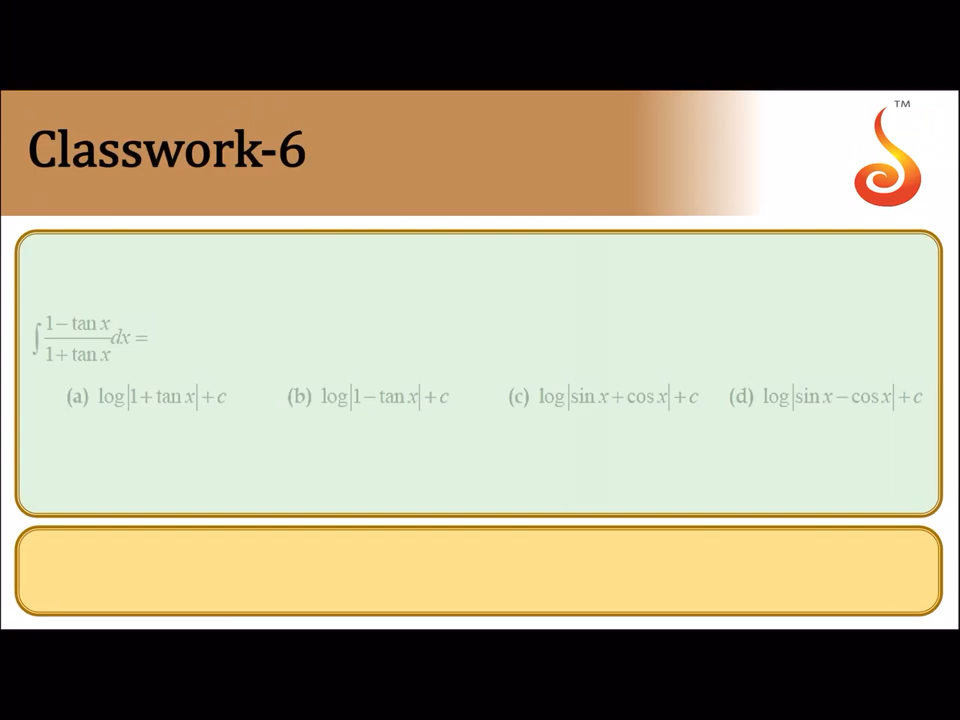 TM
Classwork-6
∫ (1 − tan x)/(1 + tan x) dx =
(a) log|1 + tan x| + c (b) log|1 − tan x| + c (c) log|sin x + cos x| + c (d) log|sin x − cos x| + c